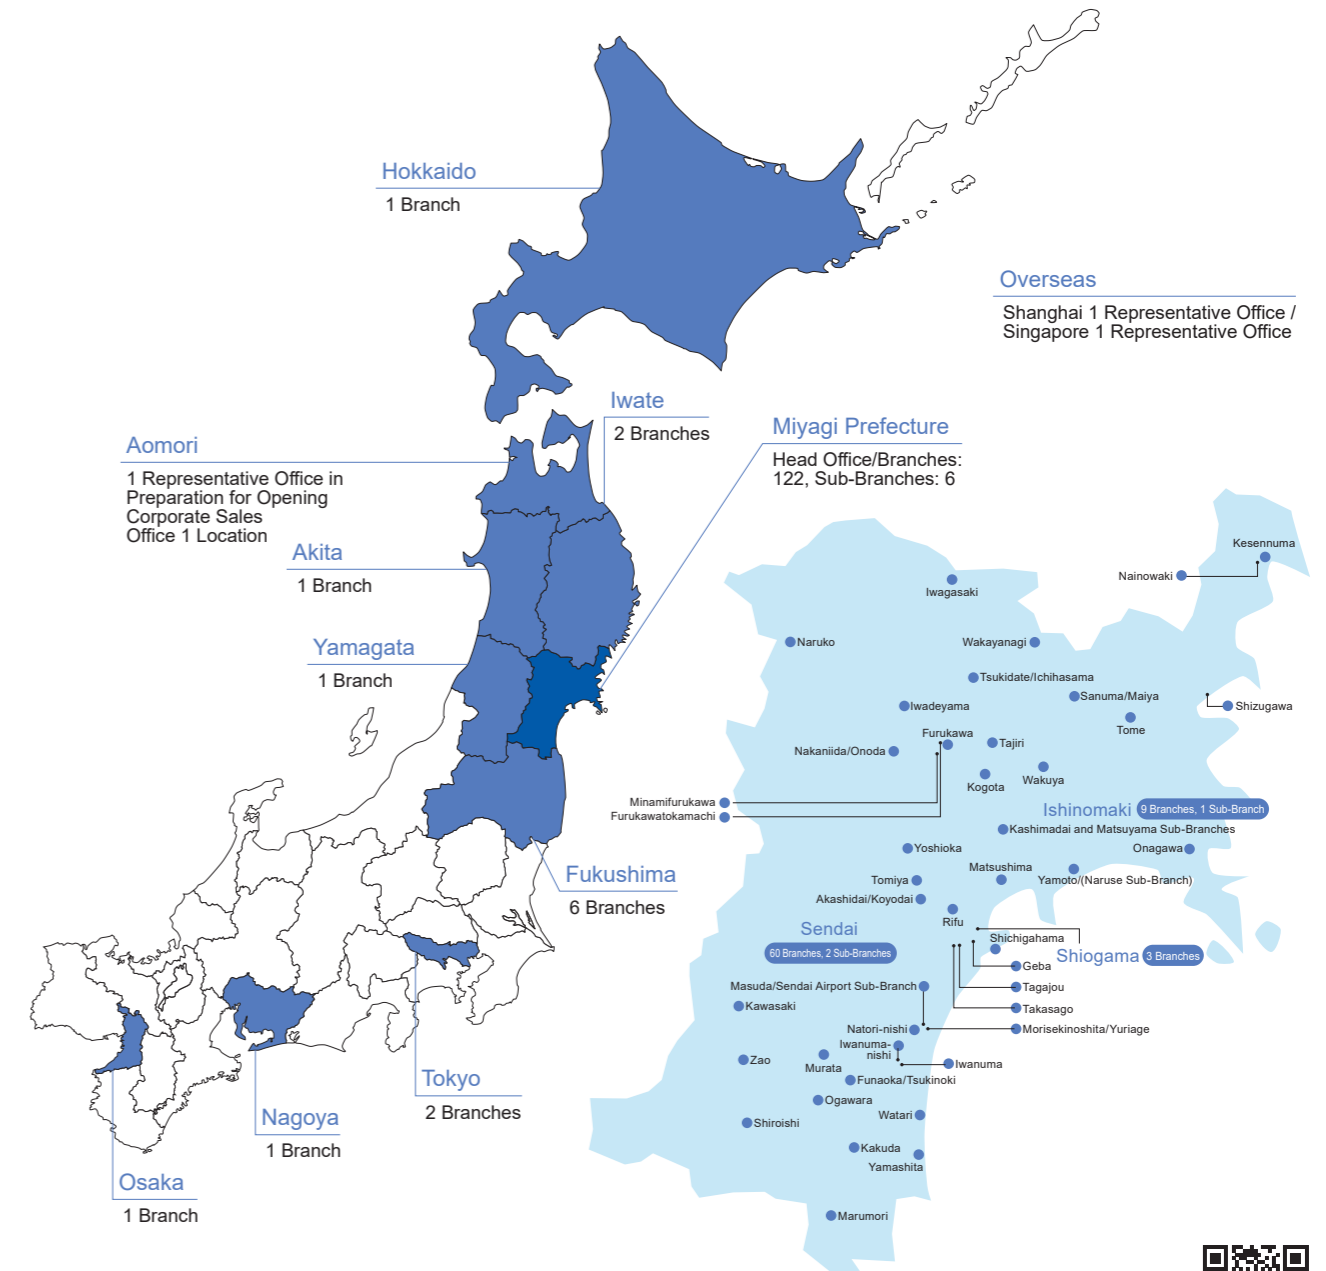 Hokkaido
1 Branch
Overseas
Shanghai 1 Representative Office /
Singapore 1 Representative Office
Iwate
2 Branches
Miyagi Prefecture
Head Office/Branches:
122, Sub-Branches: 6
Aomori
1 Representative Office in
Preparation for Opening
Corporate Sales
Office 1 Location
Akita
1 Branch
Yamagata
1 Branch
Fukushima
6 Branches
Tokyo
2 Branches
Nagoya
1 Branch
Osaka
1 Branch
Kesennuma
Nainowaki
Iwagasaki
Naruko
Wakayanagi
Tsukidate/Ichihasama
Sanuma/Maiya
Iwadeyama
Shizugawa
Tome
Furukawa
Tajiri
Nakaniida/Onoda
Wakuya
Kogota
Minamifurukawa
Furukawatokamachi
Ishinomaki 9 Branches, 1 Sub-Branch
Kashimadai and Matsuyama Sub-Branches
Yoshioka
Onagawa
Matsushima
Tomiya
Yamoto/(Naruse Sub-Branch)
Akashidai/Koyodai
Rifu
Sendai
60 Branches, 2 Sub-Branches
Shichigahama
Shiogama 3 Branches
Geba
Masuda/Sendai Airport Sub-Branch
Tagajou
Kawasaki
Takasago
Natori-nishi
Morisekinoshita/Yuriage
Iwanuma-
nishi
Zao
Murata
Iwanuma
Funaoka/Tsukinoki
Ogawara
Watari
Shiroishi
Kakuda
Yamashita
Marumori